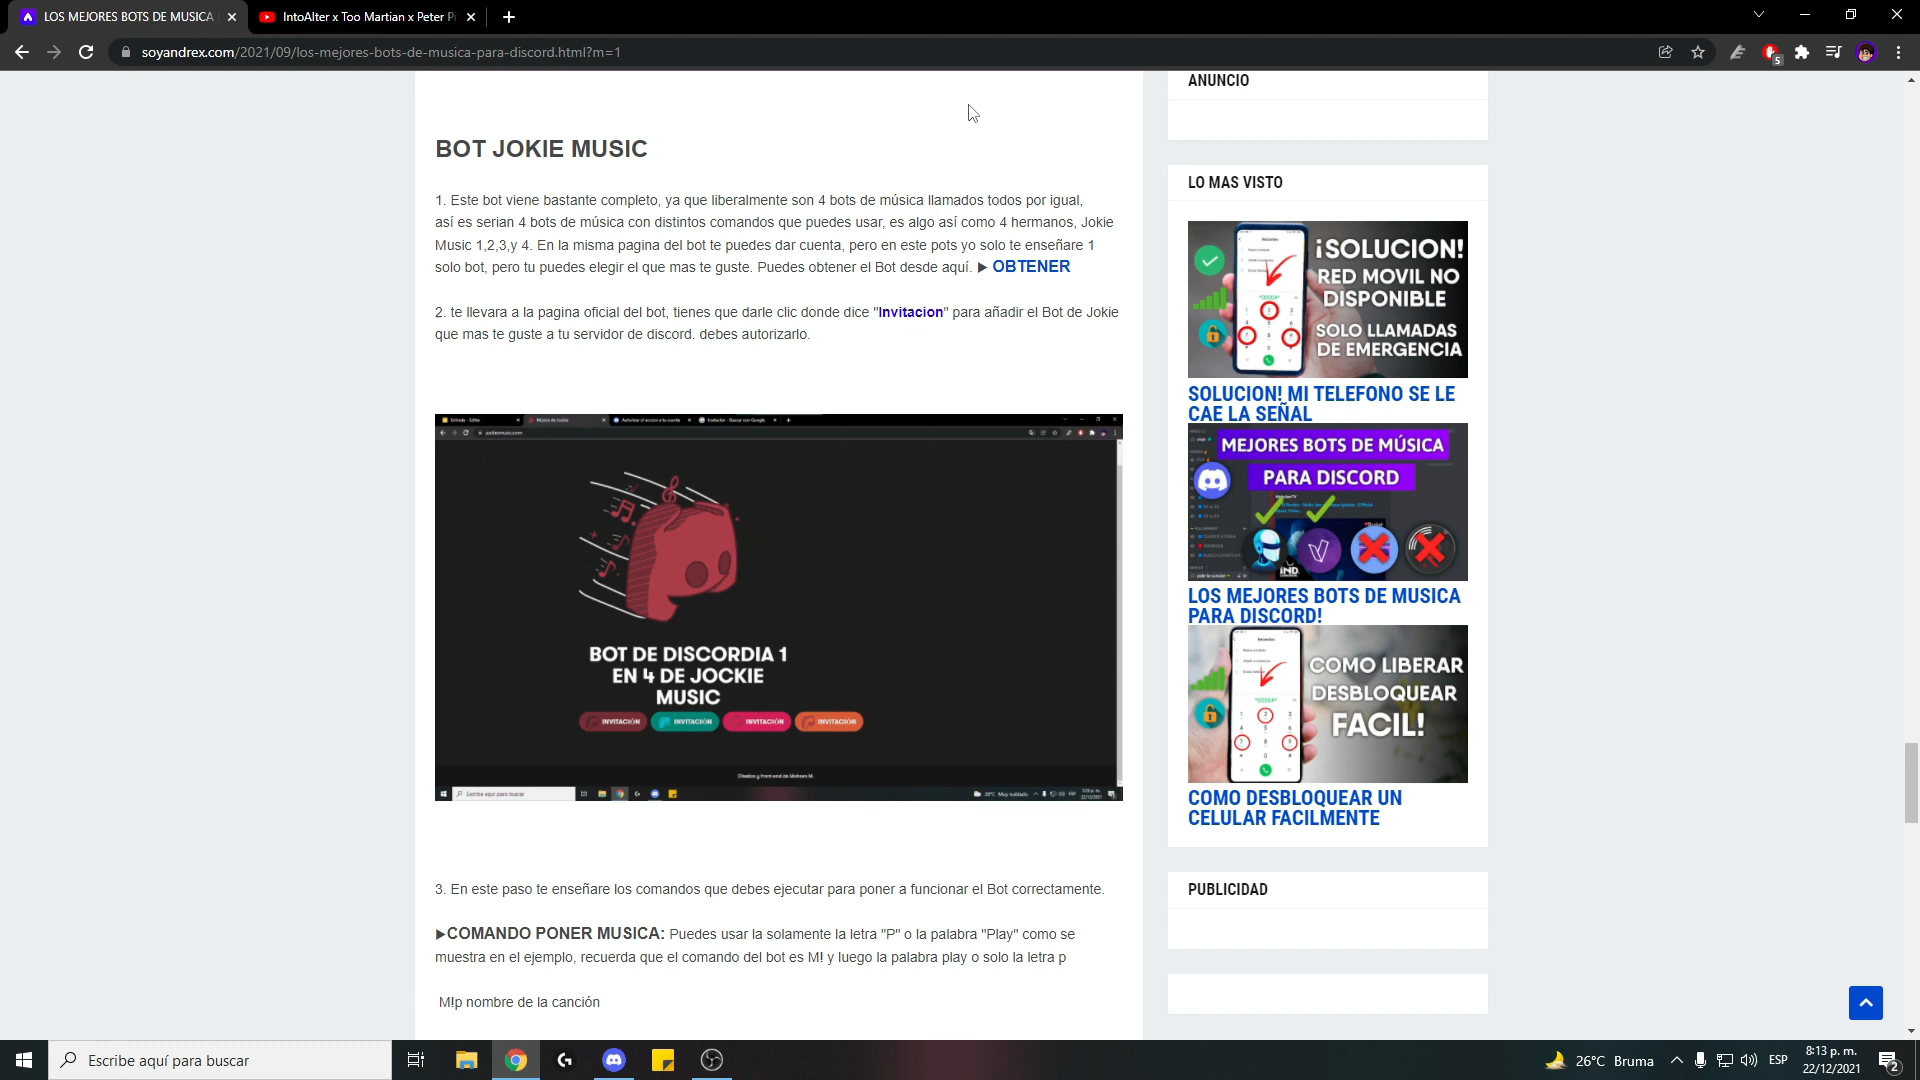 LOS MEJORES BOTS DE MUSICA
IntoAlter x Too Martian x Peter Pi
soyandrex.com/2021/09/los-mejores-bots-de-musica-para-discord.html?m=1
5
BOT JOKIE MUSIC
1. Este bot viene bastante completo, ya que liberalmente son 4 bots de música llamados todos por igual,
así es serian 4 bots de música con distintos comandos que puedes usar, es algo así como 4 hermanos, Jokie
Music 1,2,3,y 4. En la misma pagina del bot te puedes dar cuenta, pero en este pots yo solo te enseñare 1
solo bot, pero tu puedes elegir el que mas te guste. Puedes obtener el Bot desde aquí. ▶ OBTENER
2. te llevara a la pagina oficial del bot, tienes que darle clic donde dice "Invitacion" para añadir el Bot de Jokie
que mas te guste a tu servidor de discord. debes autorizarlo.
BOT DE DISCORDIA 1
EN 4 DE JOCKIE
MUSIC
INVITACIÓN INVITACIÓN INVITACIÓN INVITACIÓN
Diseños y front-end de Mohsen M.
Escribe aquí para buscar
3. En este paso te enseñare los comandos que debes ejecutar para poner a funcionar el Bot correctamente.
▶COMANDO PONER MUSICA: Puedes usar la solamente la letra "P" o la palabra "Play" como se
muestra en el ejemplo, recuerda que el comando del bot es M! y luego la palabra play o solo la letra p
M!p nombre de la canción
ANUNCIO
LO MAS VISTO
¡SOLUCION!
RED MOVIL NO
DISPONIBLE
SOLO LLAMADAS
DE EMERGENCIA
SOLUCION! MI TELEFONO SE LE
CAE LA SEÑAL
MEJORES BOTS DE MÚSICA
PARA DISCORD
LOS MEJORES BOTS DE MUSICA
PARA DISCORD!
COMO LIBERAR
DESBLOQUEAR
FACIL!
COMO DESBLOQUEAR UN
CELULAR FACILMENTE
PUBLICIDAD
Escribe aquí para buscar
26°C Bruma
ESP
8:13 p. m.
22/12/2021
2